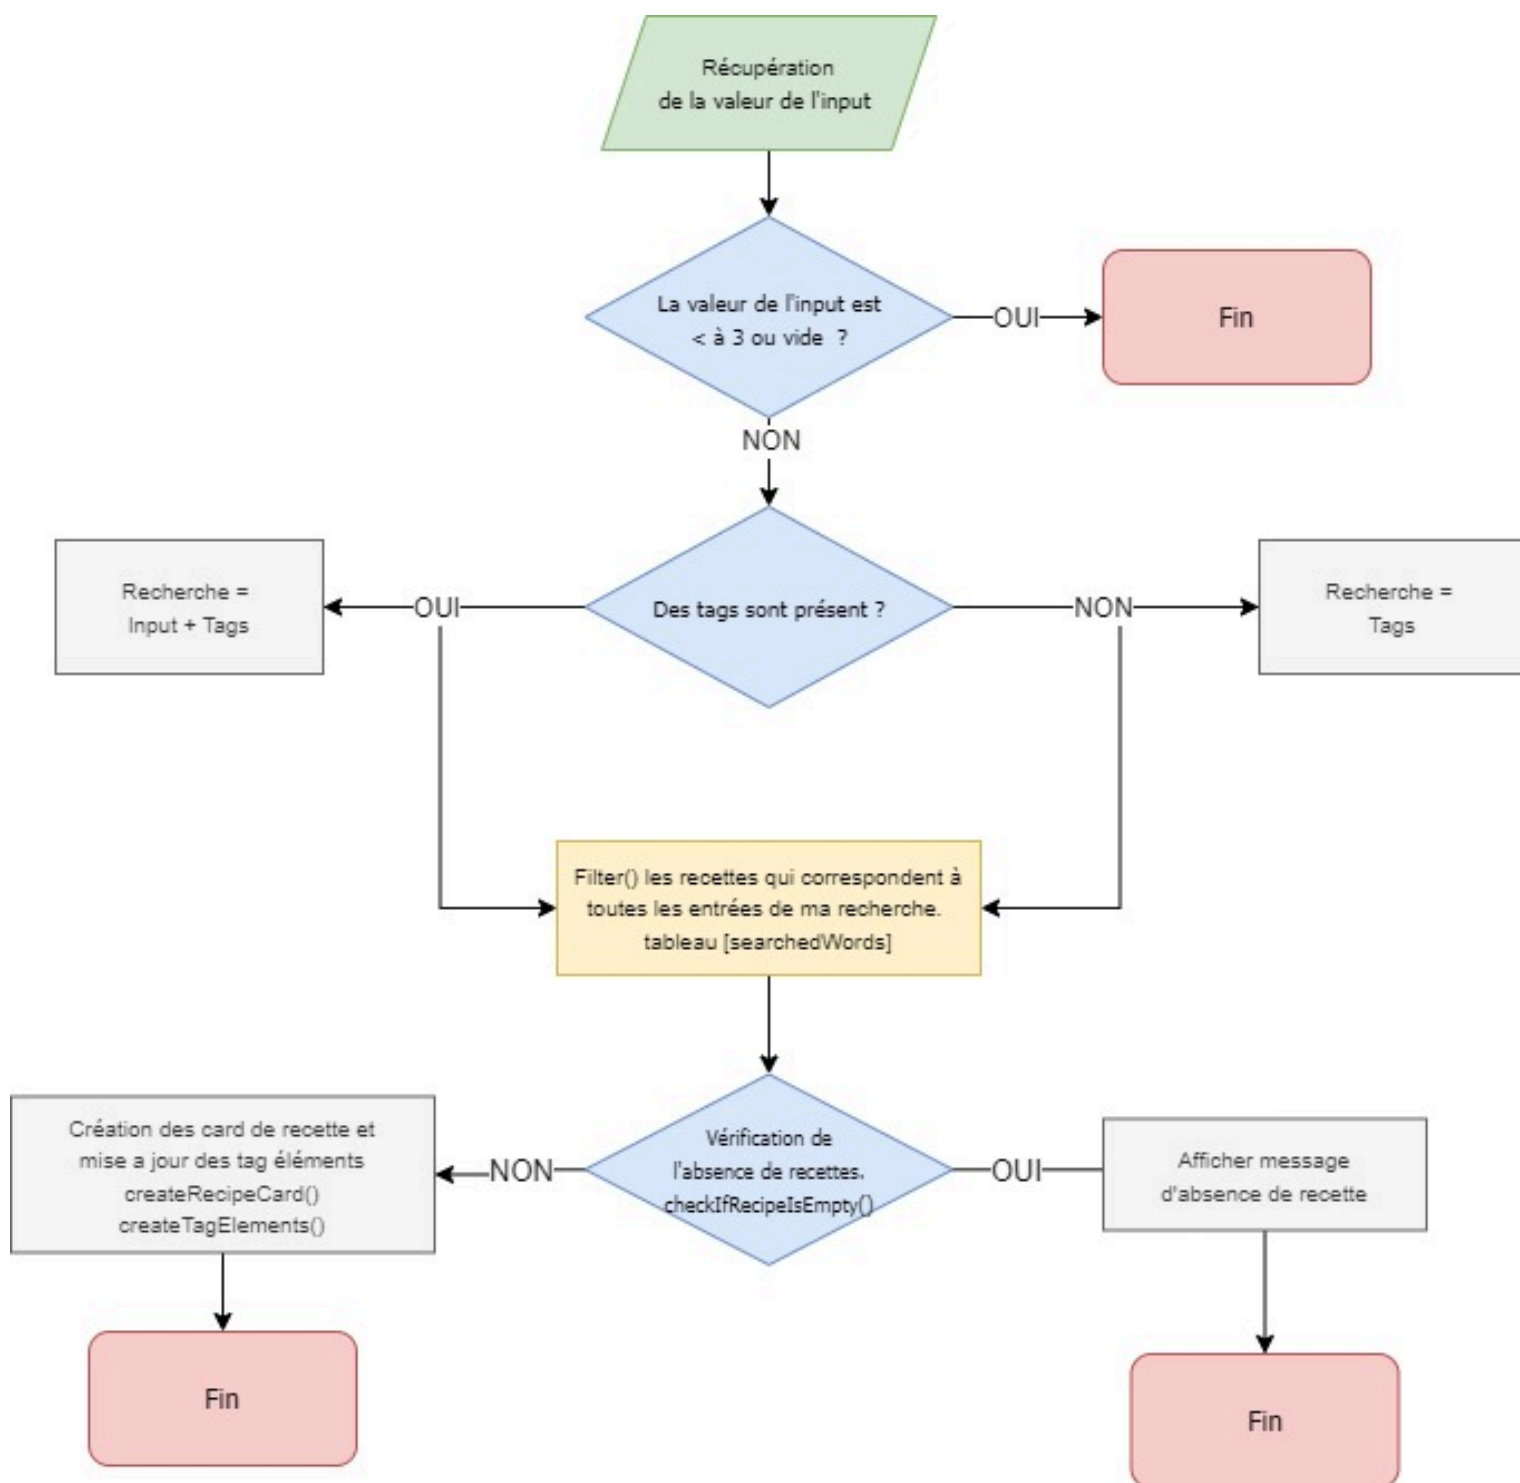 Récupération
de la valeur de l'input
La valeur de l'input est
< à 3 ou vide  ?
OUI
Fin
NON
Recherche =
Input + Tags
OUI
Des tags sont présent ?
NON
Recherche =
Tags
Filter() les recettes qui correspondent à
toutes les entrées de ma recherche.
tableau [searchedWords]
Création des card de recette et
mise a jour des tag éléments
createRecipeCard()
createTagElements()
NON
Vérification de
l'absence de recettes.
checkIfRecipeIsEmpty()
OUI
Afficher message
d'absence de recette
Fin
Fin